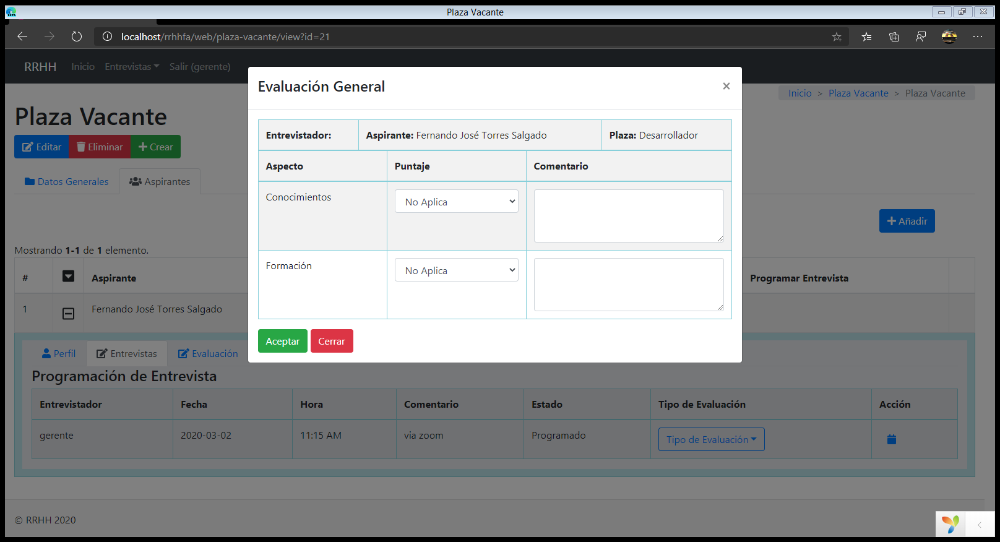 Plaza Vacante
localhost/rrhhfa/web/plaza-vacante/view?id=21
RRHH Inicio Entrevistas Salir (gerente)
Inicio > Plaza Vacante > Plaza Vacante
Plaza Vacante
Editar Eliminar Crear
Datos Generales Aspirantes
Añadir
Mostrando 1-1 de 1 elemento.
# Aspirante Programar Entrevista
1 Fernando José Torres Salgado
Evaluación General ×
Entrevistador: Aspirante: Fernando José Torres Salgado Plaza: Desarrollador
Aspecto Puntaje Comentario
Conocimientos No Aplica
Formación No Aplica
Aceptar Cerrar
Perfil Entrevistas Evaluación
Programación de Entrevista
Entrevistador Fecha Hora Comentario Estado Tipo de Evaluación Acción
gerente 2020-03-02 11:15 AM via zoom Programado Tipo de Evaluación
© RRHH 2020